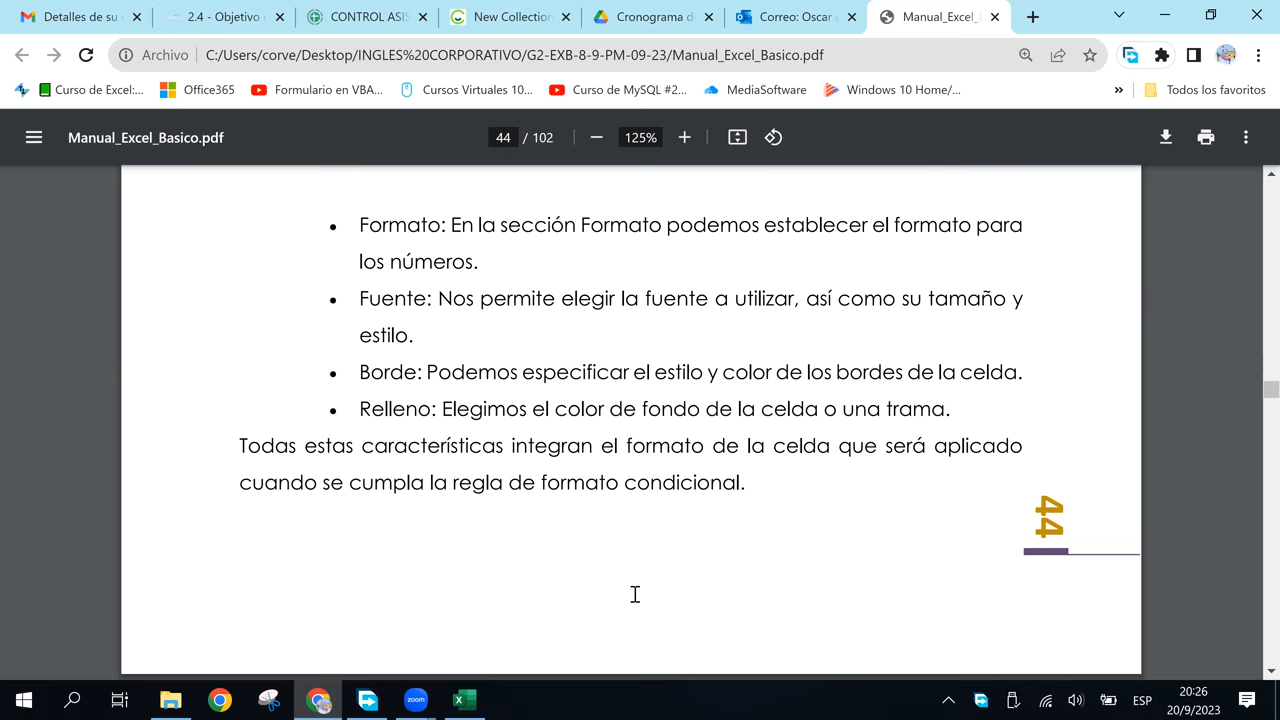 Detalles de su
2.4 - Objetivo
CONTROL ASIS
New Collection
Cronograma de
Correo: Oscar
Manual_Excel_
Archivo
C:/Users/corve/Desktop/INGLES%20CORPORATIVO/G2-EXB-8-9-PM-09-23/Manual_Excel_Basico.pdf
Curso de Excel:...
Office365
Formulario en VBA...
Cursos Virtuales 10...
Curso de MySQL #2...
MediaSoftware
Windows 10 Home/...
»
Todos los favoritos
Manual_Excel_Basico.pdf
44 / 102
125%
• Formato: En la sección Formato podemos establecer el formato para
los números.
• Fuente: Nos permite elegir la fuente a utilizar, así como su tamaño y
estilo.
• Borde: Podemos especificar el estilo y color de los bordes de la celda.
• Relleno: Elegimos el color de fondo de la celda o una trama.
Todas estas características integran el formato de la celda que será aplicado
cuando se cumpla la regla de formato condicional.
44
zoom
ESP
20:26
20/9/2023